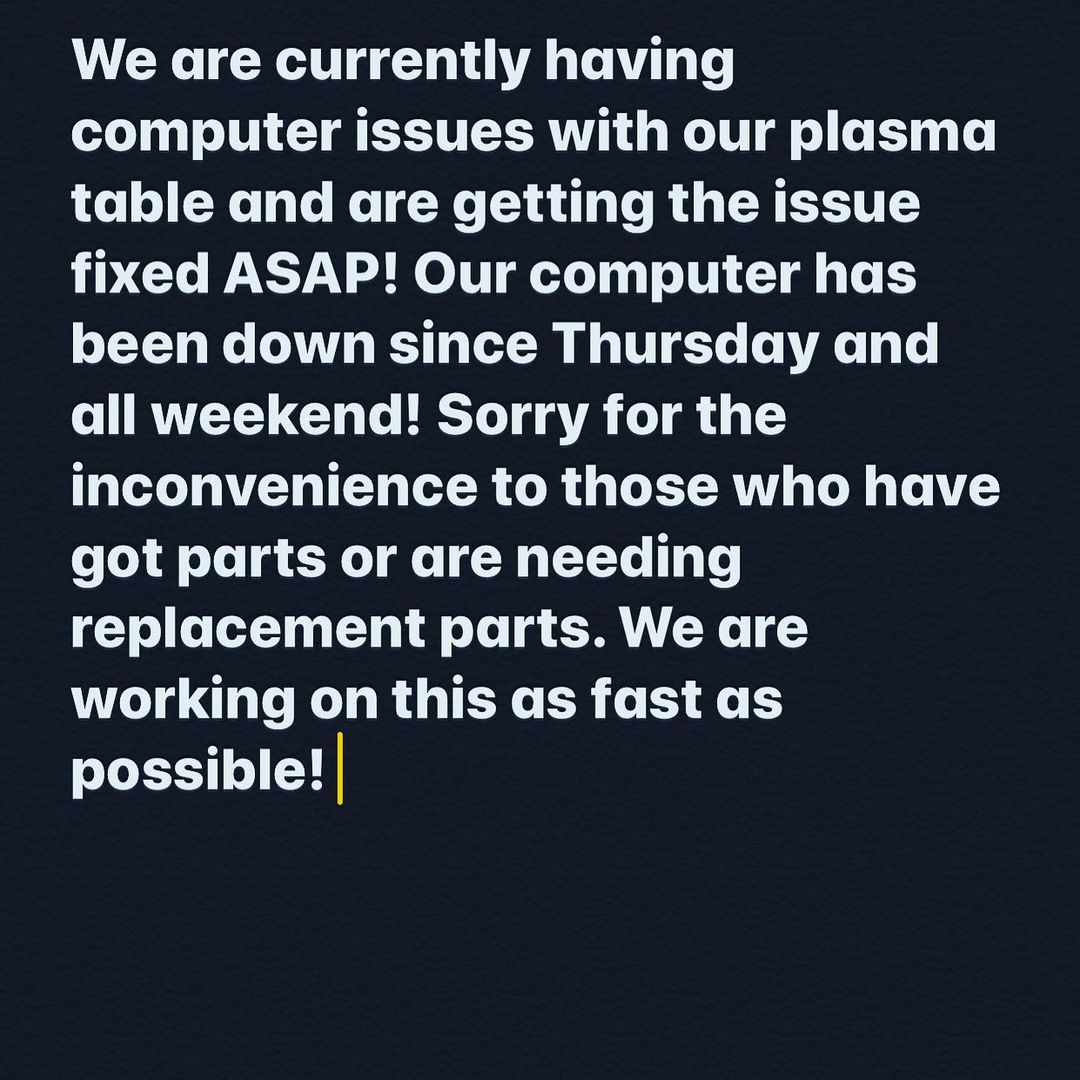 We are currently having
computer issues with our plasma
table and are getting the issue
fixed ASAP! Our computer has
been down since Thursday and
all weekend! Sorry for the
inconvenience to those who have
got parts or are needing
replacement parts. We are
working on this as fast as
possible!